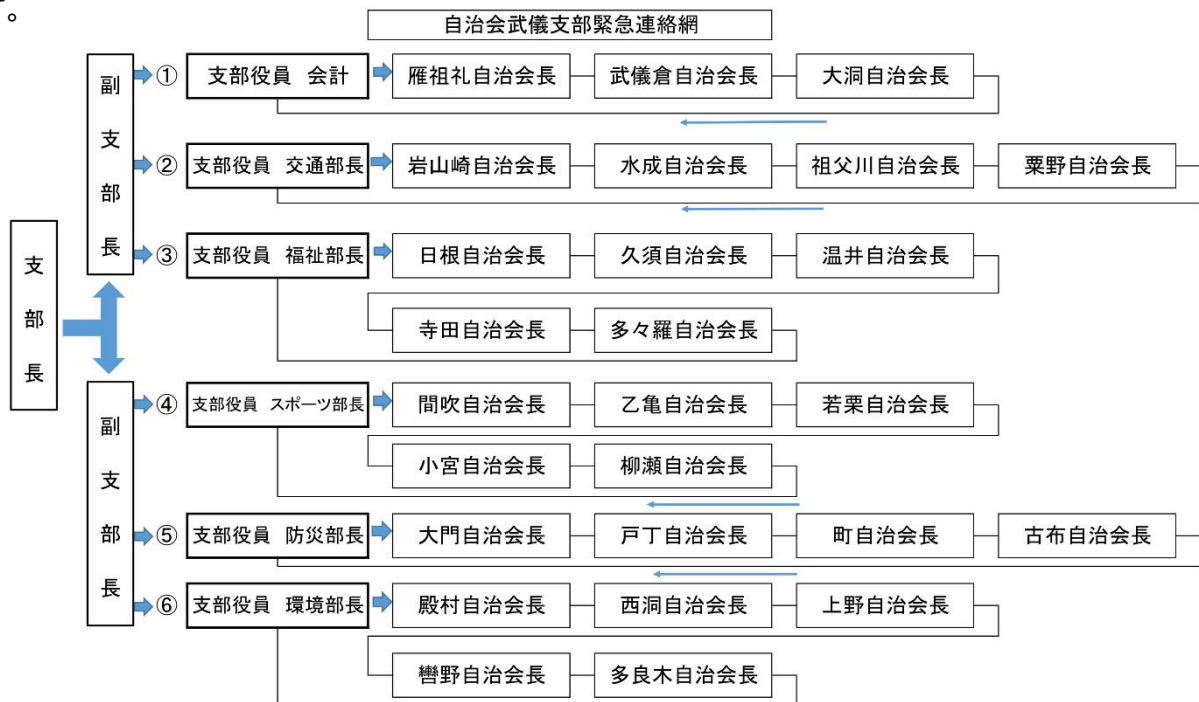 。
自治会武儀支部緊急連絡網
支部長
副支部長
① 支部役員 会計 雁祖礼自治会長 武儀倉自治会長 大洞自治会長
② 支部役員 交通部長 岩山崎自治会長 水成自治会長 祖父川自治会長 粟野自治会長
③ 支部役員 福祉部長 日根自治会長 久須自治会長 温井自治会長
寺田自治会長 多々羅自治会長
副支部長
④ 支部役員 スポーツ部長 間吹自治会長 乙亀自治会長 若栗自治会長
小宮自治会長 柳瀬自治会長
⑤ 支部役員 防災部長 大門自治会長 戸丁自治会長 町自治会長 古布自治会長
⑥ 支部役員 環境部長 殿村自治会長 西洞自治会長 上野自治会長
轡野自治会長 多良木自治会長